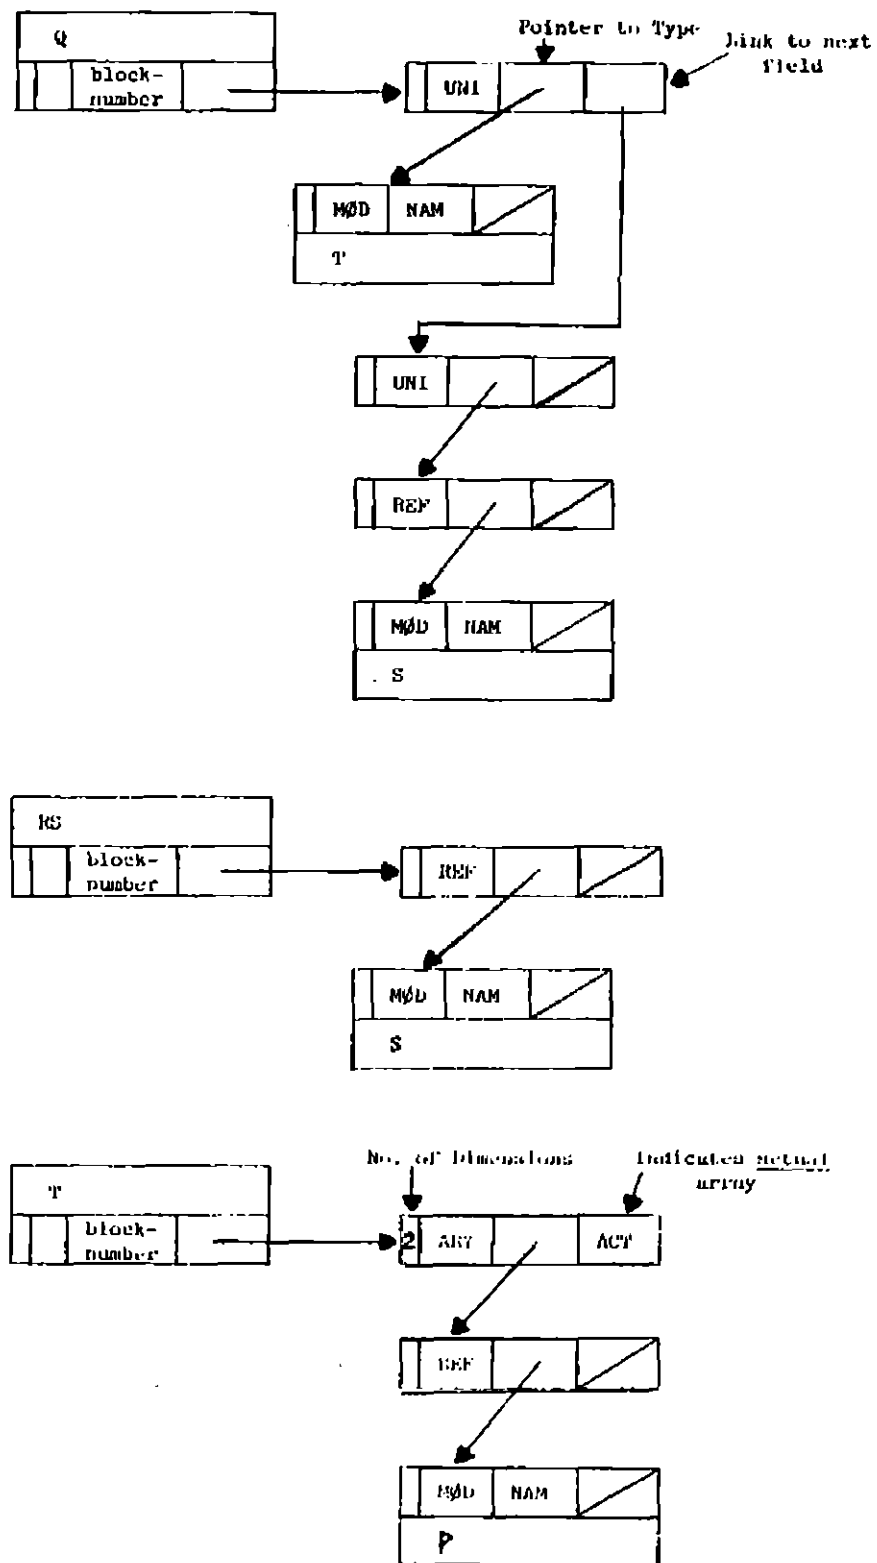 Pointer to Type
Link to next
field
Q
block-
number
UNI
MØD NAM
T
UNI
REF
MØD NAM
S
RS
block-
number
REF
MØD NAM
S
No. of Dimensions
Indicates actual
array
T
block-
number
2 ARY ACT
REF
MØD NAM
P